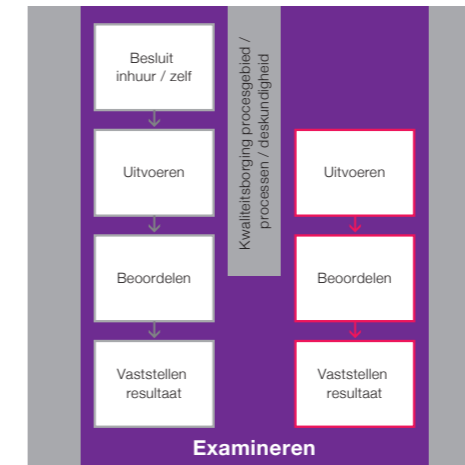 Besluit
inhuur / zelf
Uitvoeren
Beoordelen
Vaststellen
resultaat
Kwaliteitsborging procesgebied /
processen / deskundigheid
Uitvoeren
Beoordelen
Vaststellen
resultaat
Examineren